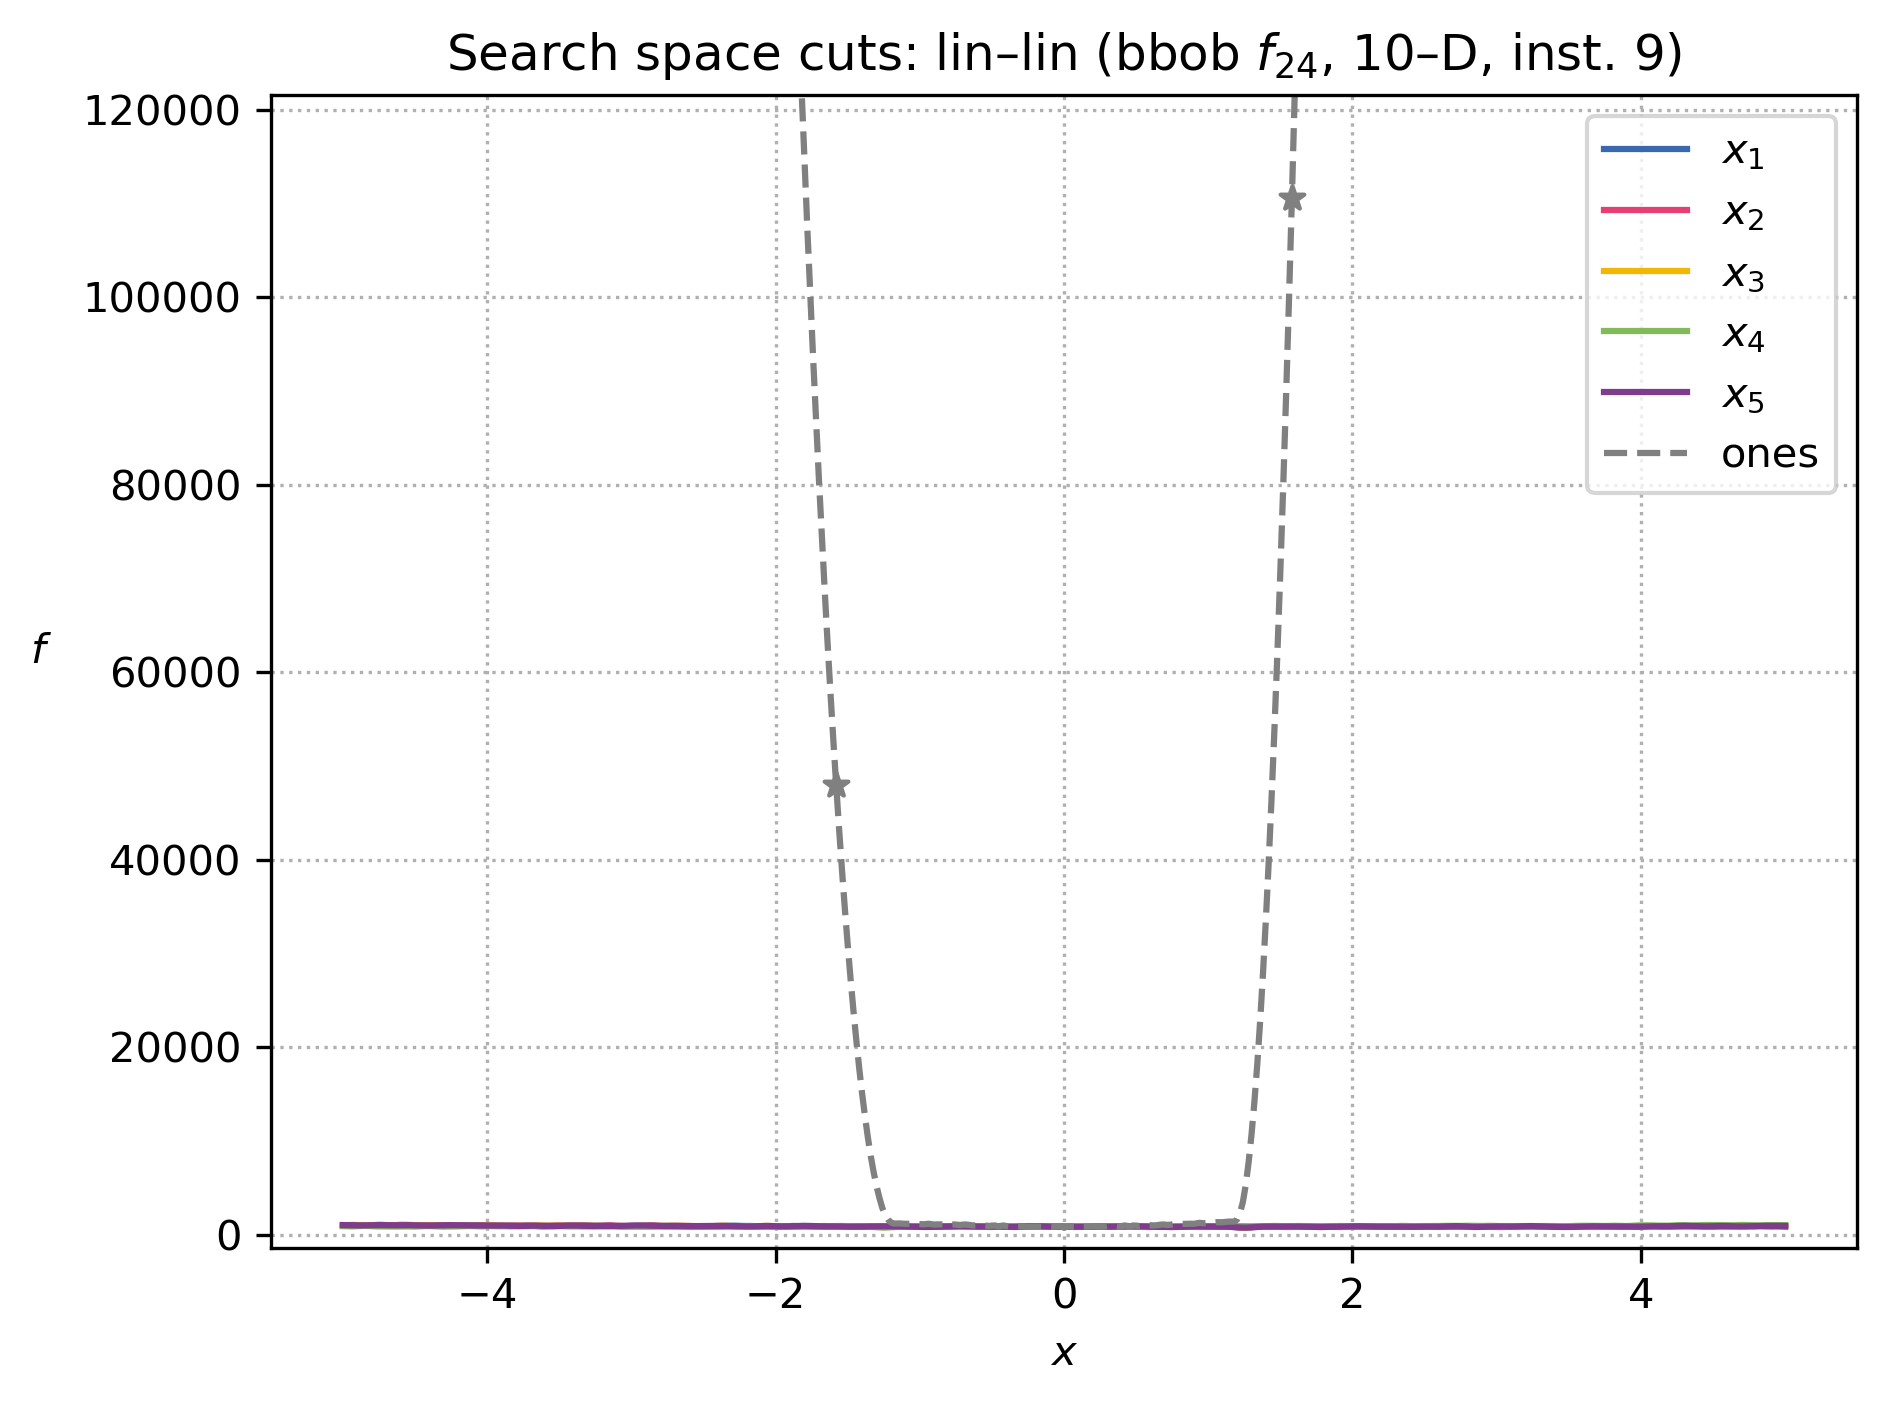 Search space cuts: lin–lin (bbob f24, 10–D, inst. 9)
120000
100000
80000
60000
40000
20000
0
f
−4
−2
0
2
4
x
x1
x2
x3
x4
x5
ones